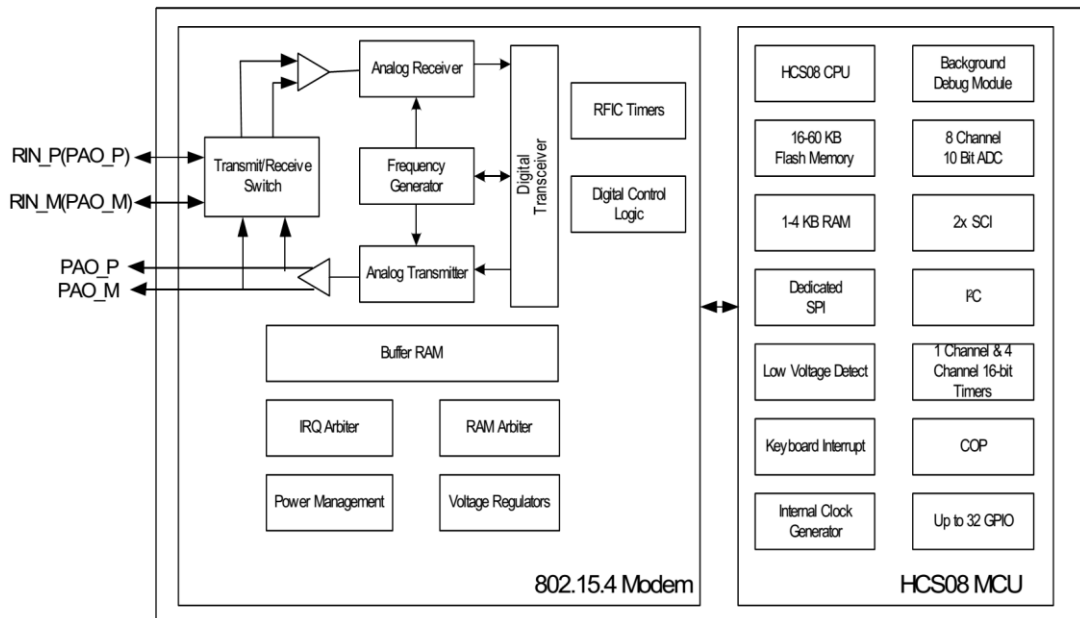 RIN_P(PAO_P)
RIN_M(PAO_M)
PAO_P
PAO_M
Transmit/Receive
Switch
Analog Receiver
Frequency
Generator
Analog Transmitter
Digital
Transceiver
RFIC Timers
Digital Control
Logic
Buffer RAM
IRQ Arbiter
RAM Arbiter
Power Management
Voltage Regulators
802.15.4 Modem
HCS08 CPU
Background
Debug Module
16-60 KB
Flash Memory
8 Channel
10 Bit ADC
1-4 KB RAM
2x SCI
Dedicated
SPI
I²C
Low Voltage Detect
1 Channel & 4
Channel 16-bit
Timers
Keyboard Interrupt
COP
Internal Clock
Generator
Up to 32 GPIO
HCS08 MCU